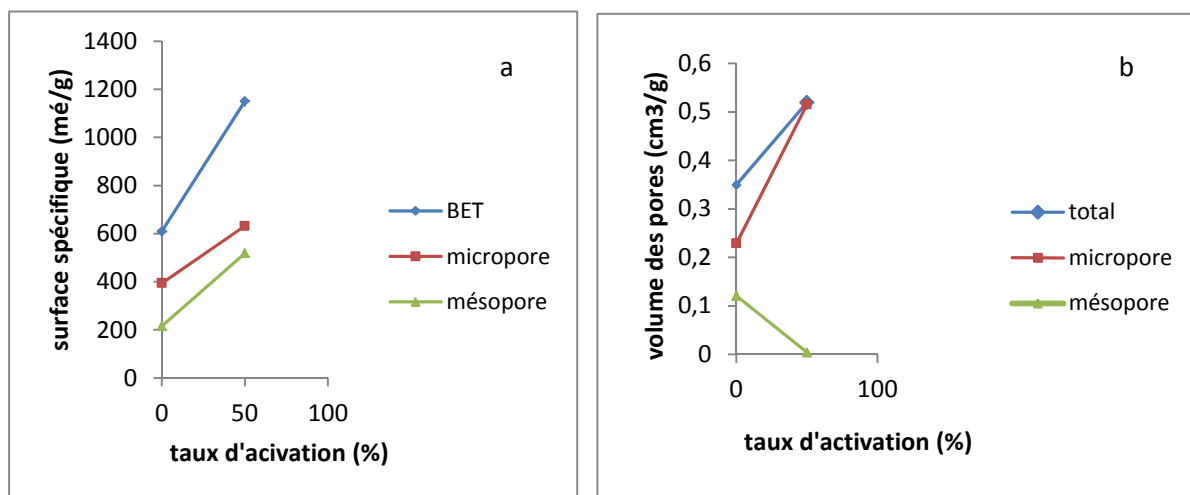 a
surface spécifique (mé/g)
1400
1200
1000
800
600
400
200
0
0 50 100
taux d'acivation (%)
BET
micropore
mésopore
b
volume des pores (cm3/g)
0,6
0,5
0,4
0,3
0,2
0,1
0
0 100
taux d'activation (%)
total
micropore
mésopore